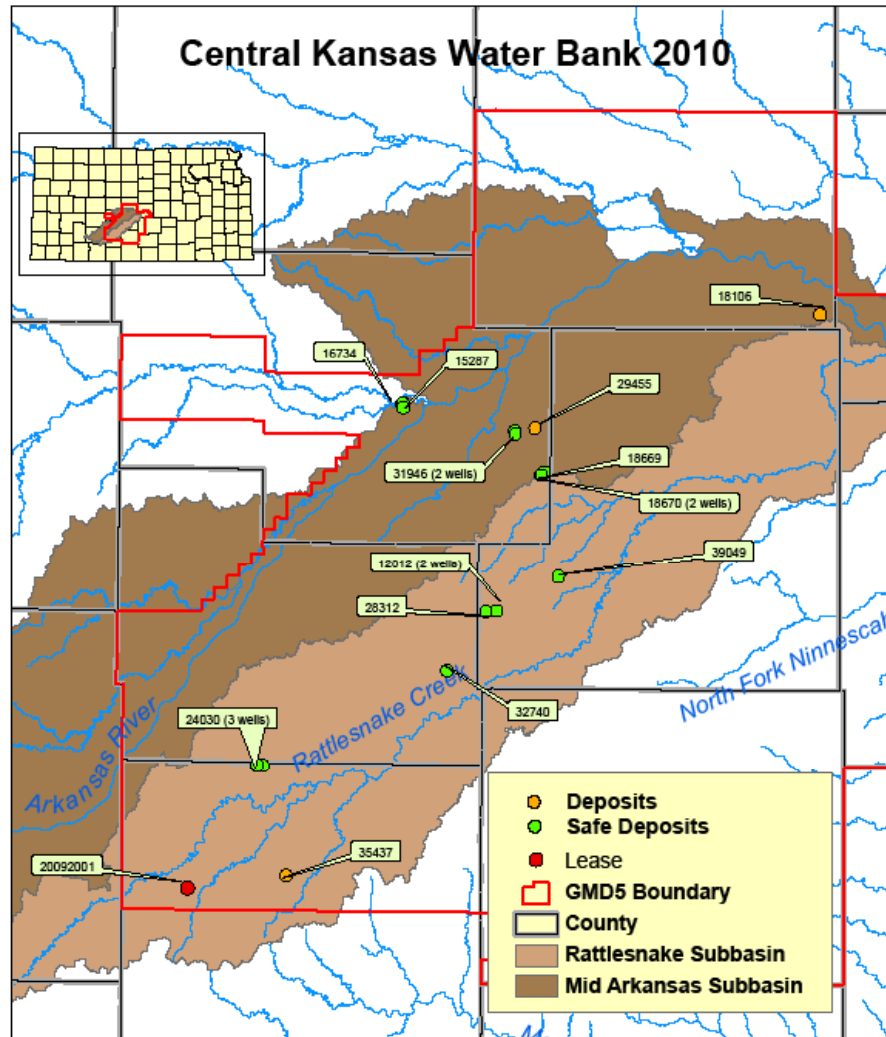 Central Kansas Water Bank 2010
18106
16734
15287
29455
31946 (2 wells)
18669
18670 (2 wells)
12012 (2 wells)
39049
28312
North Fork Ninnescah
Rattlesnake Creek
32740
24030 (3 wells)
Arkansas River
20092001
35437
Deposits
Safe Deposits
Lease
GMD5 Boundary
County
Rattlesnake Subbasin
Mid Arkansas Subbasin